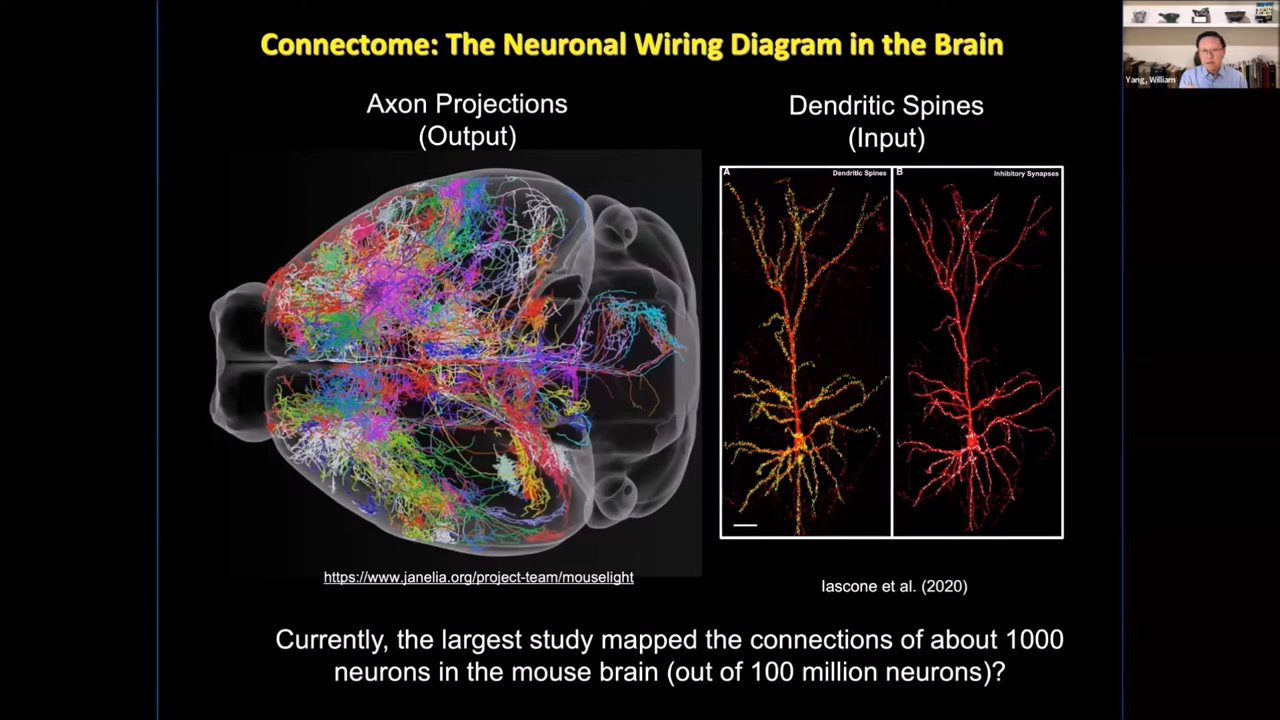 Connectome: The Neuronal Wiring Diagram in the Brain
Yang, William
Axon Projections
(Output)
Dendritic Spines
(Input)
A
Dendritic Spines
B
Inhibitory Synapses
https://www.janelia.org/project-team/mouselight
Iascone et al. (2020)
Currently, the largest study mapped the connections of about 1000
neurons in the mouse brain (out of 100 million neurons)?